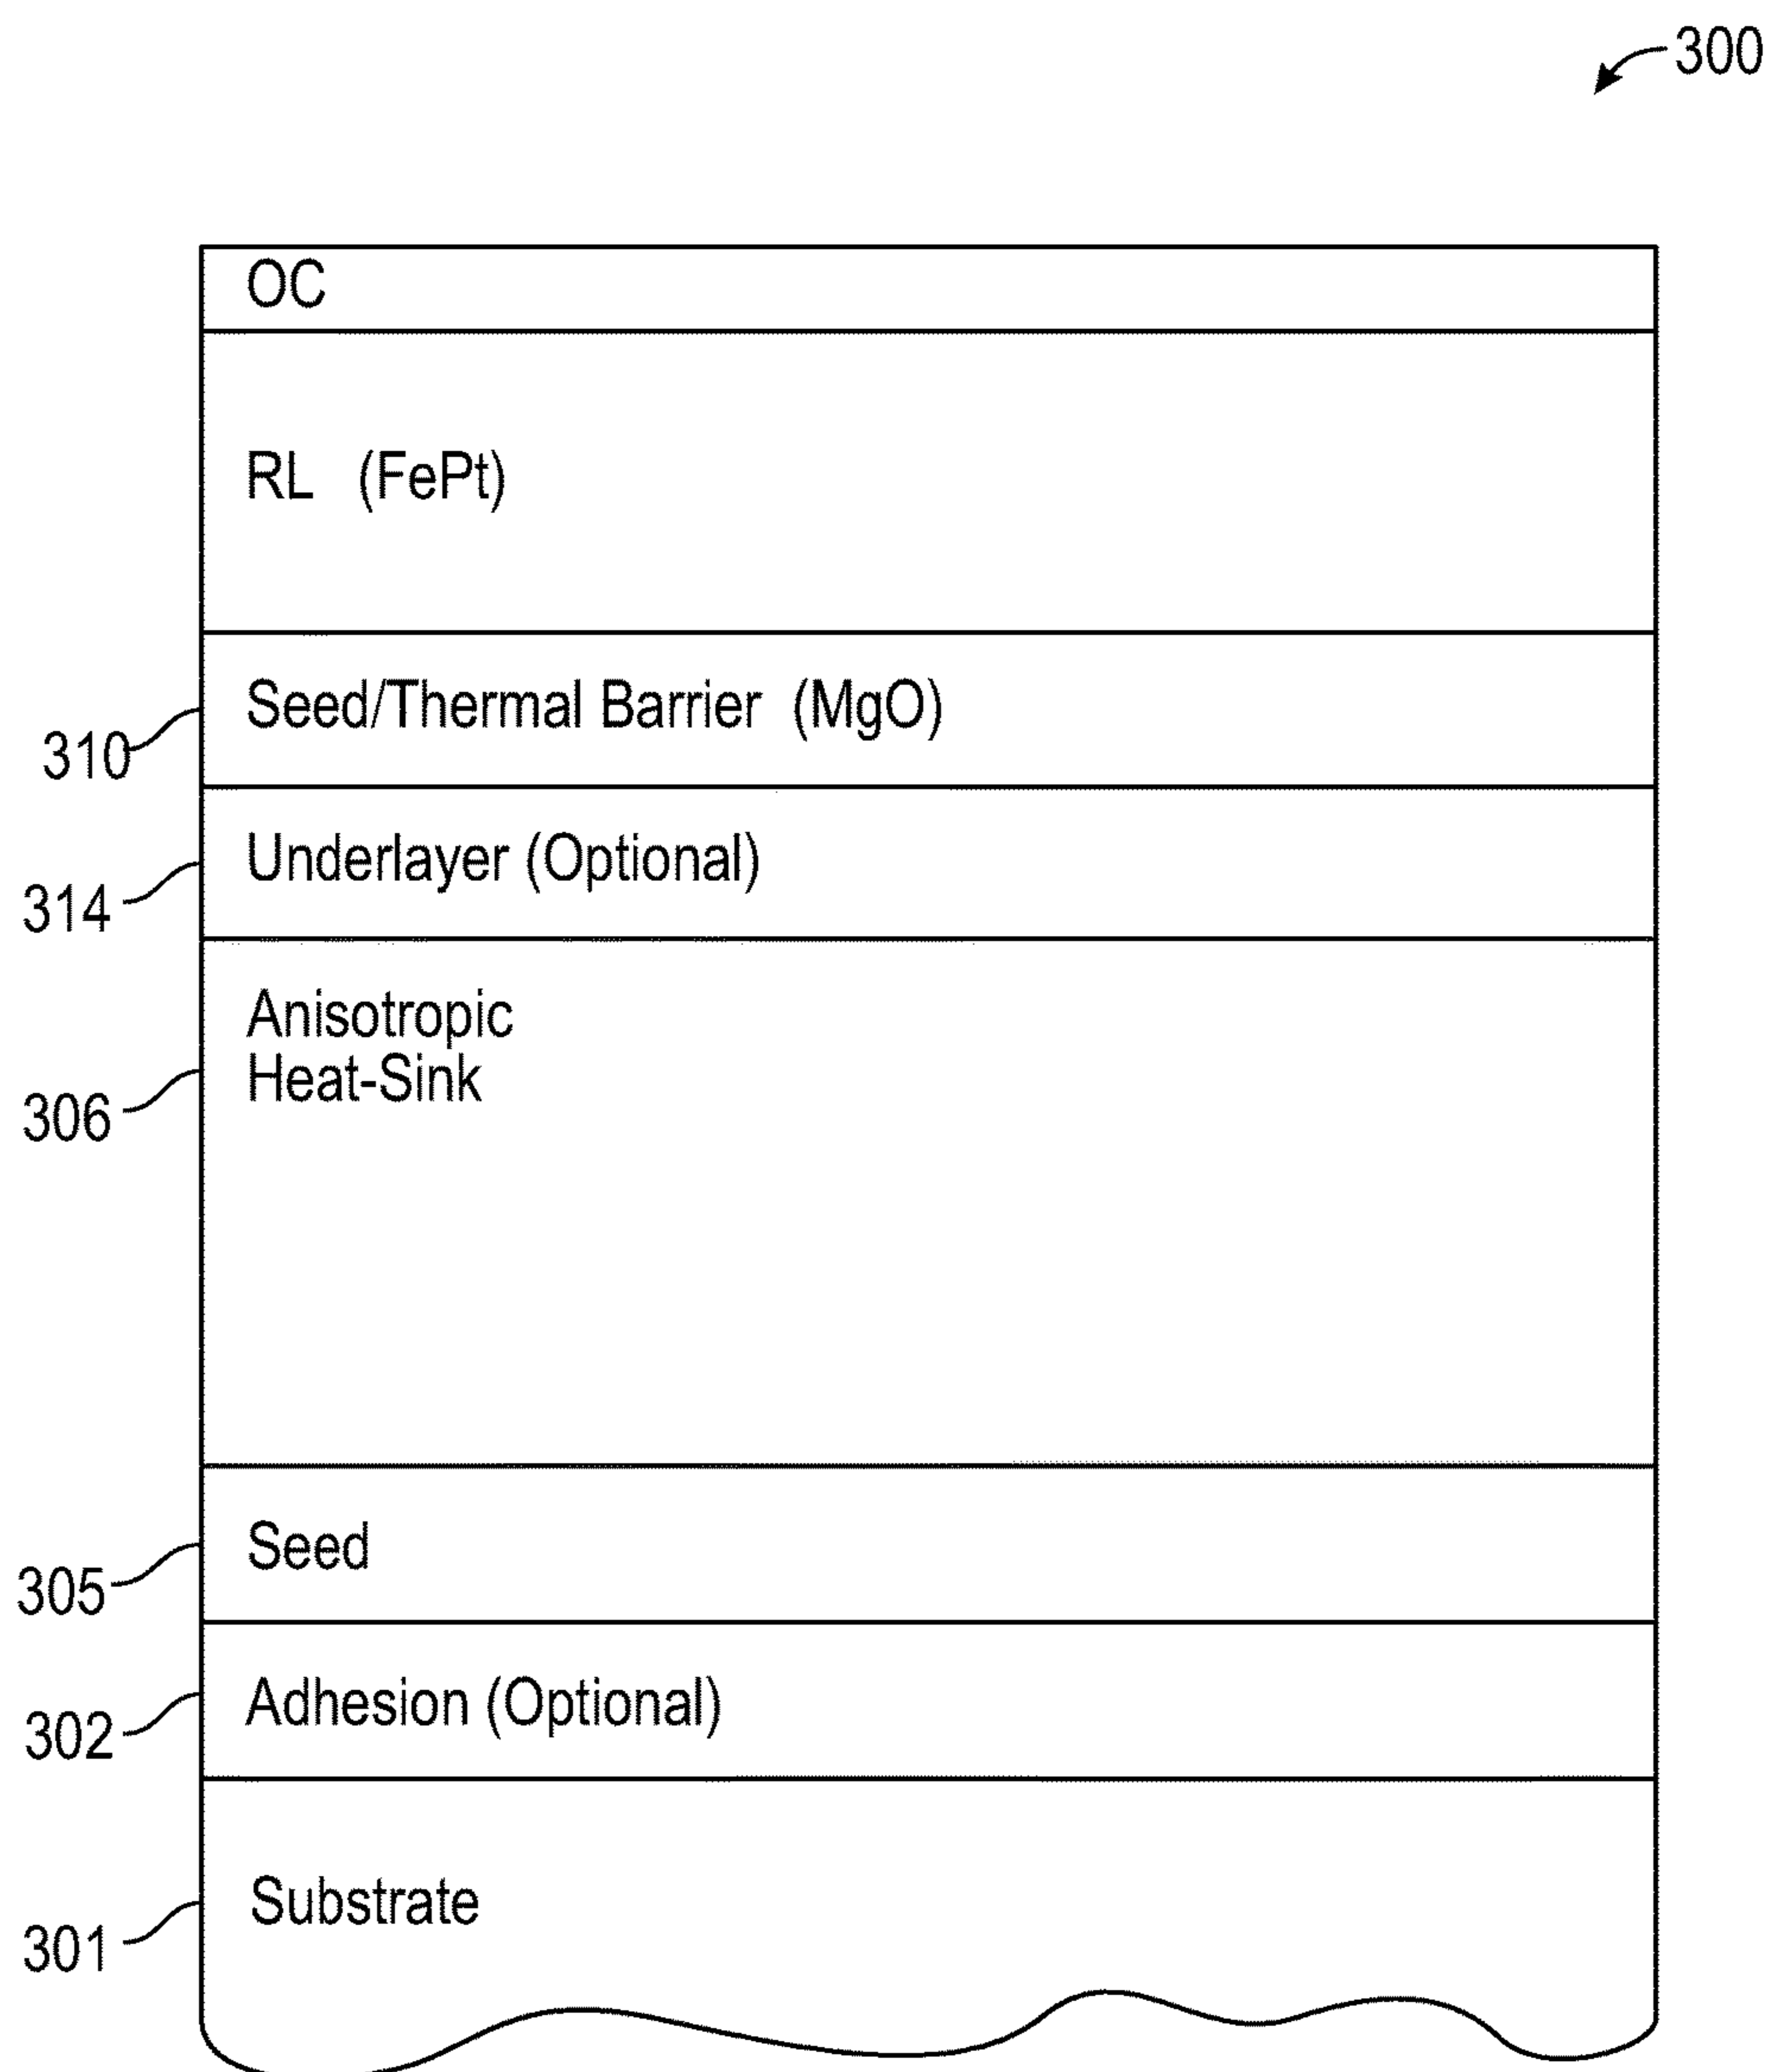 300
OC
RL (FePt)
Seed/Thermal Barrier (MgO)
310
Underlayer (Optional)
314
Anisotropic
Heat-Sink
306
Seed
305
Adhesion (Optional)
302
Substrate
301